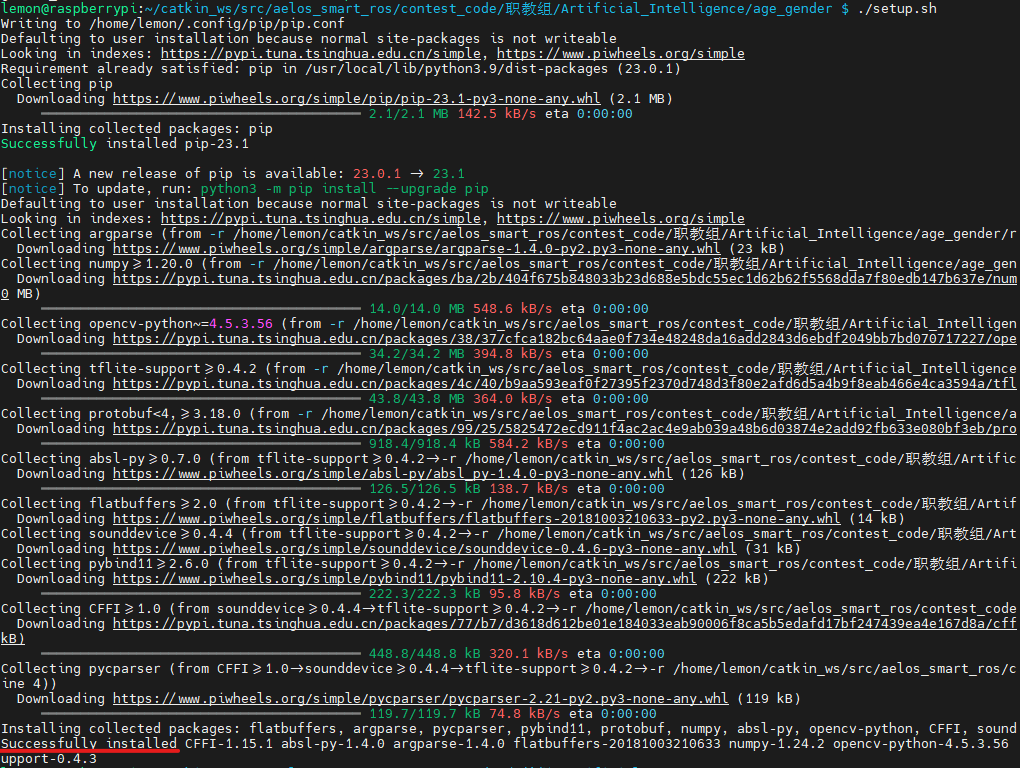 lemon@raspberrypi:~/catkin_ws/src/aelos_smart_ros/contest_code/职教组/Artificial_Intelligence/age_gender $ ./setup.sh
Writing to /home/lemon/.config/pip/pip.conf
Defaulting to user installation because normal site-packages is not writeable
Looking in indexes: https://pypi.tuna.tsinghua.edu.cn/simple, https://www.piwheels.org/simple
Requirement already satisfied: pip in /usr/local/lib/python3.9/dist-packages (23.0.1)
Collecting pip
Downloading https://www.piwheels.org/simple/pip/pip-23.1-py3-none-any.whl (2.1 MB)
2.1/2.1 MB 142.5 kB/s eta 0:00:00
Installing collected packages: pip
Successfully installed pip-23.1
[notice] A new release of pip is available: 23.0.1 → 23.1
[notice] To update, run: python3 -m pip install --upgrade pip
Defaulting to user installation because normal site-packages is not writeable
Looking in indexes: https://pypi.tuna.tsinghua.edu.cn/simple, https://www.piwheels.org/simple
Collecting argparse (from -r /home/lemon/catkin_ws/src/aelos_smart_ros/contest_code/职教组/Artificial_Intelligence/age_gender/r
Downloading https://www.piwheels.org/simple/argparse/argparse-1.4.0-py2.py3-none-any.whl (23 kB)
Collecting numpy≥1.20.0 (from -r /home/lemon/catkin_ws/src/aelos_smart_ros/contest_code/职教组/Artificial_Intelligence/age_gen
Downloading https://pypi.tuna.tsinghua.edu.cn/packages/ba/2b/404f675b848033b23d688e5bdc55ec1d62b62f5568dda7f80edb147b637e/num
0 MB)
14.0/14.0 MB 548.6 kB/s eta 0:00:00
Collecting opencv-python~=4.5.3.56 (from -r /home/lemon/catkin_ws/src/aelos_smart_ros/contest_code/职教组/Artificial_Intelligen
Downloading https://pypi.tuna.tsinghua.edu.cn/packages/38/37/cfca182bc64aae0f734e48248da16add2843d6ebdf2049bb7bd070717227/ope
34.2/34.2 MB 394.8 kB/s eta 0:00:00
Collecting tflite-support≥0.4.2 (from -r /home/lemon/catkin_ws/src/aelos_smart_ros/contest_code/职教组/Artificial_Intelligence
Downloading https://pypi.tuna.tsinghua.edu.cn/packages/4c/40/b9aa593eaf0f27395f2370d748d3f80e2afd6d5a4b9f8eab466e4ca3594a/tfl
43.8/43.8 MB 364.0 kB/s eta 0:00:00
Collecting protobuf<4,≥3.18.0 (from -r /home/lemon/catkin_ws/src/aelos_smart_ros/contest_code/职教组/Artificial_Intelligence/a
Downloading https://pypi.tuna.tsinghua.edu.cn/packages/99/25/5825472ecd911f4ac2ac4e9ab039a48b6d03874e2add92fb633e080bf3eb/pro
918.4/918.4 kB 584.2 kB/s eta 0:00:00
Collecting absl-py≥0.7.0 (from tflite-support≥0.4.2→-r /home/lemon/catkin_ws/src/aelos_smart_ros/contest_code/职教组/Artific
Downloading https://www.piwheels.org/simple/absl-py/absl_py-1.4.0-py3-none-any.whl (126 kB)
126.5/126.5 kB 138.7 kB/s eta 0:00:00
Collecting flatbuffers≥2.0 (from tflite-support≥0.4.2→-r /home/lemon/catkin_ws/src/aelos_smart_ros/contest_code/职教组/Artif
Downloading https://www.piwheels.org/simple/flatbuffers/flatbuffers-20181003210633-py2.py3-none-any.whl (14 kB)
Collecting sounddevice≥0.4.4 (from tflite-support≥0.4.2→-r /home/lemon/catkin_ws/src/aelos_smart_ros/contest_code/职教组/Art
Downloading https://www.piwheels.org/simple/sounddevice/sounddevice-0.4.6-py3-none-any.whl (31 kB)
Collecting pybind11≥2.6.0 (from tflite-support≥0.4.2→-r /home/lemon/catkin_ws/src/aelos_smart_ros/contest_code/职教组/Artifi
Downloading https://www.piwheels.org/simple/pybind11/pybind11-2.10.4-py3-none-any.whl (222 kB)
222.3/222.3 kB 95.8 kB/s eta 0:00:00
Collecting CFFI≥1.0 (from sounddevice≥0.4.4→tflite-support≥0.4.2→-r /home/lemon/catkin_ws/src/aelos_smart_ros/contest_code
Downloading https://pypi.tuna.tsinghua.edu.cn/packages/77/b7/d3618d612be01e184033eab90006f8ca5b5edafd17bf247439ea4e167d8a/cff
kB)
448.8/448.8 kB 320.1 kB/s eta 0:00:00
Collecting pycparser (from CFFI≥1.0→sounddevice≥0.4.4→tflite-support≥0.4.2→-r /home/lemon/catkin_ws/src/aelos_smart_ros/c
ine 4))
Downloading https://www.piwheels.org/simple/pycparser/pycparser-2.21-py2.py3-none-any.whl (119 kB)
119.7/119.7 kB 74.8 kB/s eta 0:00:00
Installing collected packages: flatbuffers, argparse, pycparser, pybind11, protobuf, numpy, absl-py, opencv-python, CFFI, sound
Successfully installed CFFI-1.15.1 absl-py-1.4.0 argparse-1.4.0 flatbuffers-20181003210633 numpy-1.24.2 opencv-python-4.5.3.56
upport-0.4.3